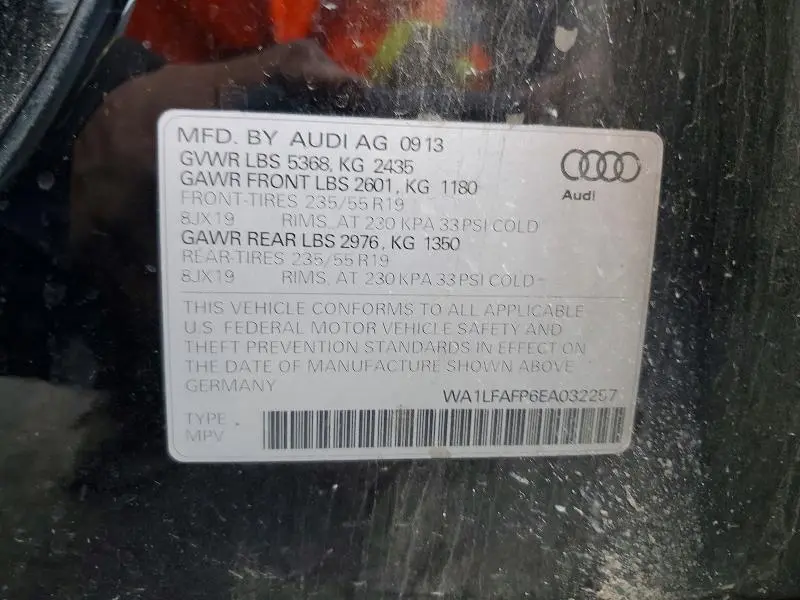 MFD. BY AUDI AG 0913
GVWR LBS 5368, KG 2435
GAWR FRONT LBS 2601, KG 1180
FRONT-TIRES 235/55 R19
8JX19 RIMS, AT 230 KPA 33 PSI COLD
GAWR REAR LBS 2976, KG 1350
REAR-TIRES 235/55 R19
8JX19 RIMS, AT 230 KPA 33 PSI COLD
Audi
THIS VEHICLE CONFORMS TO ALL APPLICABLE
U.S. FEDERAL MOTOR VEHICLE SAFETY AND
THEFT PREVENTION STANDARDS IN EFFECT ON
THE DATE OF MANUFACTURE SHOWN ABOVE
GERMANY
WA1LFAFP6EA032257
TYPE
MPV